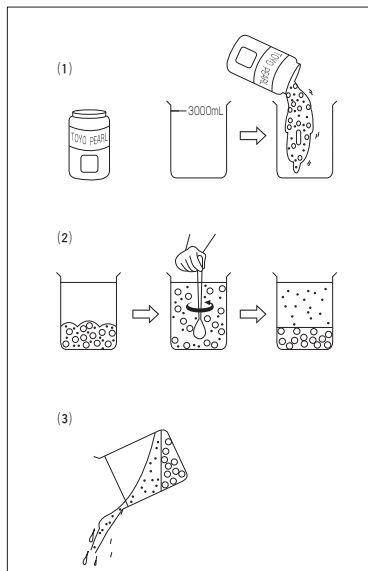 (1)
TOYO PEARL
3000mL
TOYO PEARL
(2)
(3)